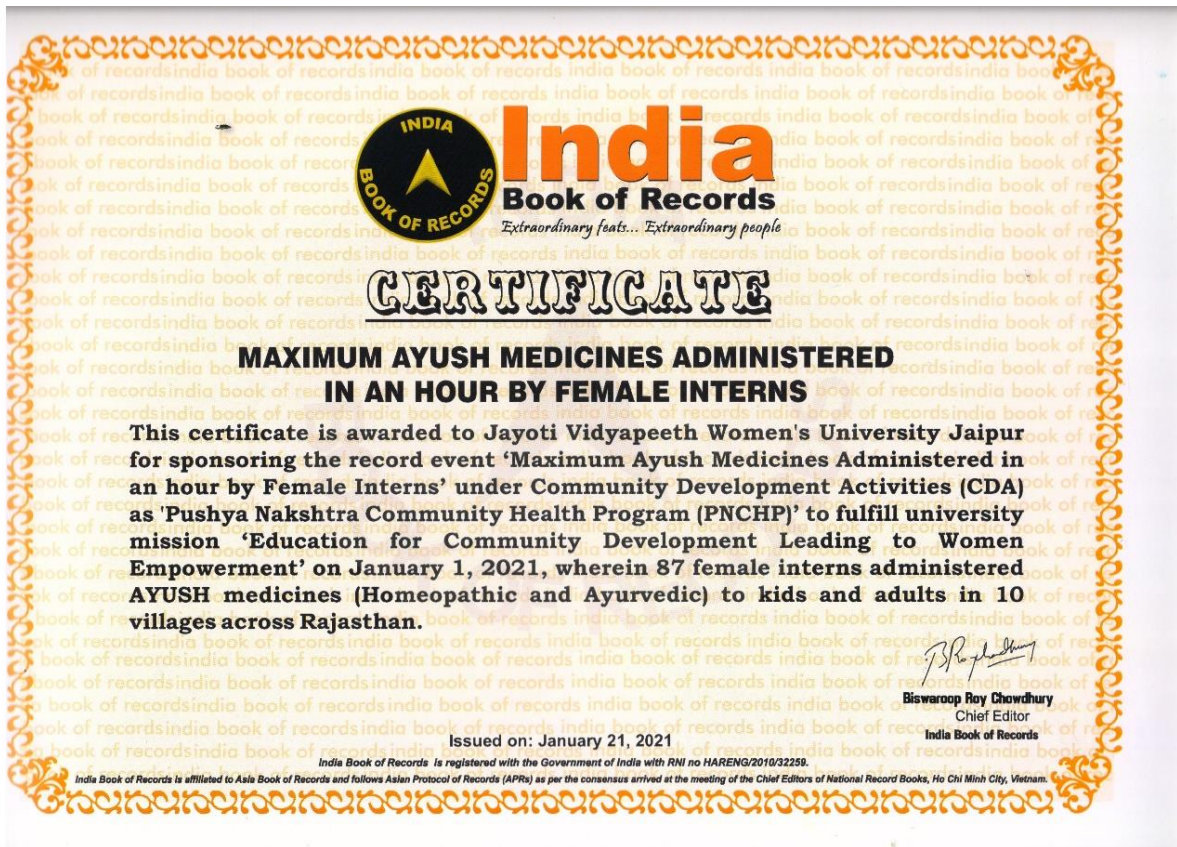 INDIA
BOOK OF RECORDS
India
Book of Records
Extraordinary feats... Extraordinary people
CERTIFICATE
MAXIMUM AYUSH MEDICINES ADMINISTERED
IN AN HOUR BY FEMALE INTERNS
This certificate is awarded to Jayoti Vidyapeeth Women's University Jaipur
for sponsoring the record event ‘Maximum Ayush Medicines Administered in
an hour by Female Interns’ under Community Development Activities (CDA)
as 'Pushya Nakshtra Community Health Program (PNCHP)’ to fulfill university
mission ‘Education for Community Development Leading to Women
Empowerment’ on January 1, 2021, wherein 87 female interns administered
AYUSH medicines (Homeopathic and Ayurvedic) to kids and adults in 10
villages across Rajasthan.
Biswaroop Roy Chowdhury
Chief Editor
India Book of Records
Issued on: January 21, 2021
India Book of Records is registered with the Government of India with RNI no HARENG/2010/32259.
India Book of Records is affiliated to Asia Book of Records and follows Asian Protocol of Records (APRs) as per the consensus arrived at the meeting of the Chief Editors of National Record Books, Ho Chi Minh City, Vietnam.